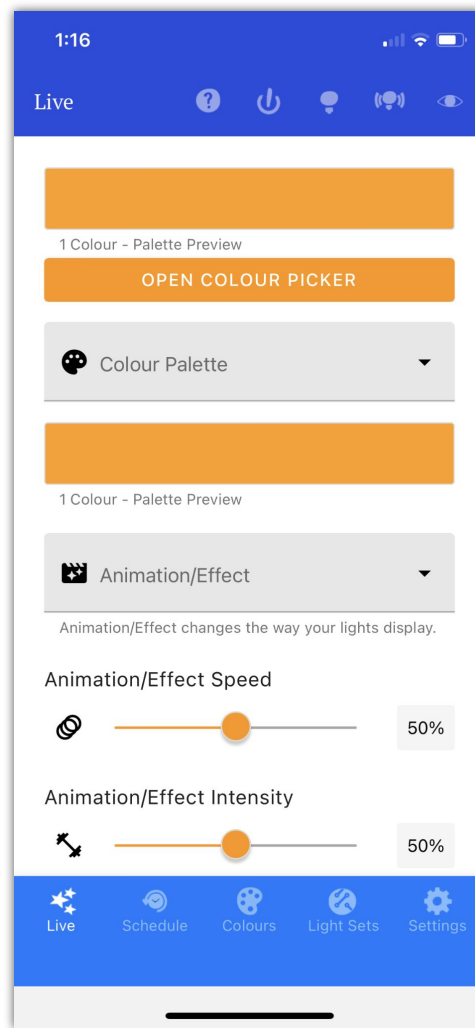 1:16
Live
?
1 Colour - Palette Preview
OPEN COLOUR PICKER
Colour Palette
1 Colour - Palette Preview
Animation/Effect
Animation/Effect changes the way your lights display.
Animation/Effect Speed
50%
Animation/Effect Intensity
50%
Live Schedule Colours Light Sets Settings